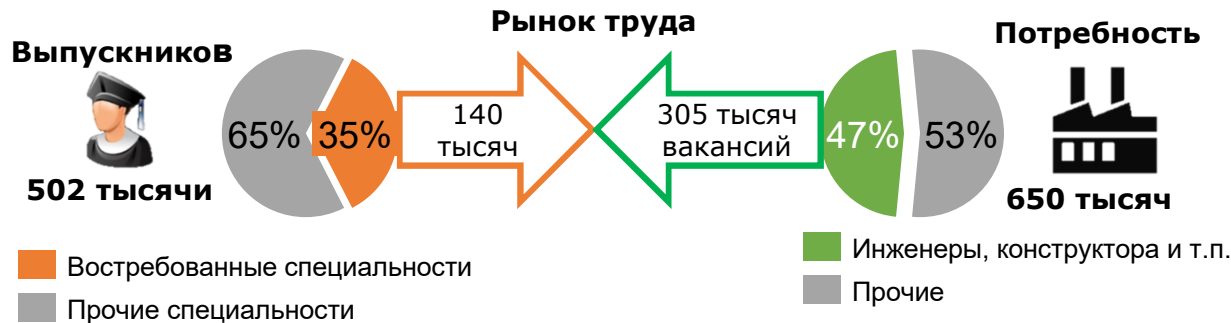 Рынок труда
Выпускников
65%
35%
502 тысячи
140
тысяч
305 тысяч
вакансий
47%
53%
Потребность
650 тысяч
Востребованные специальности
Прочие специальности
Инженеры, конструктора и т.п.
Прочие